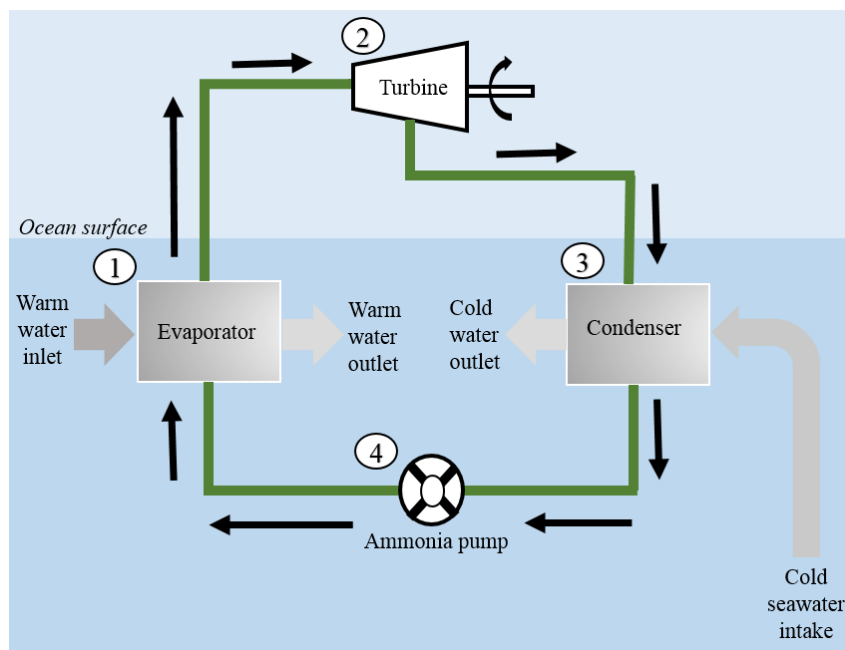 2
Turbine
Ocean surface
1
3
Warm
water
inlet
Evaporator
Warm
water
outlet
Cold
water
outlet
Condenser
4
Ammonia pump
Cold
seawater
intake